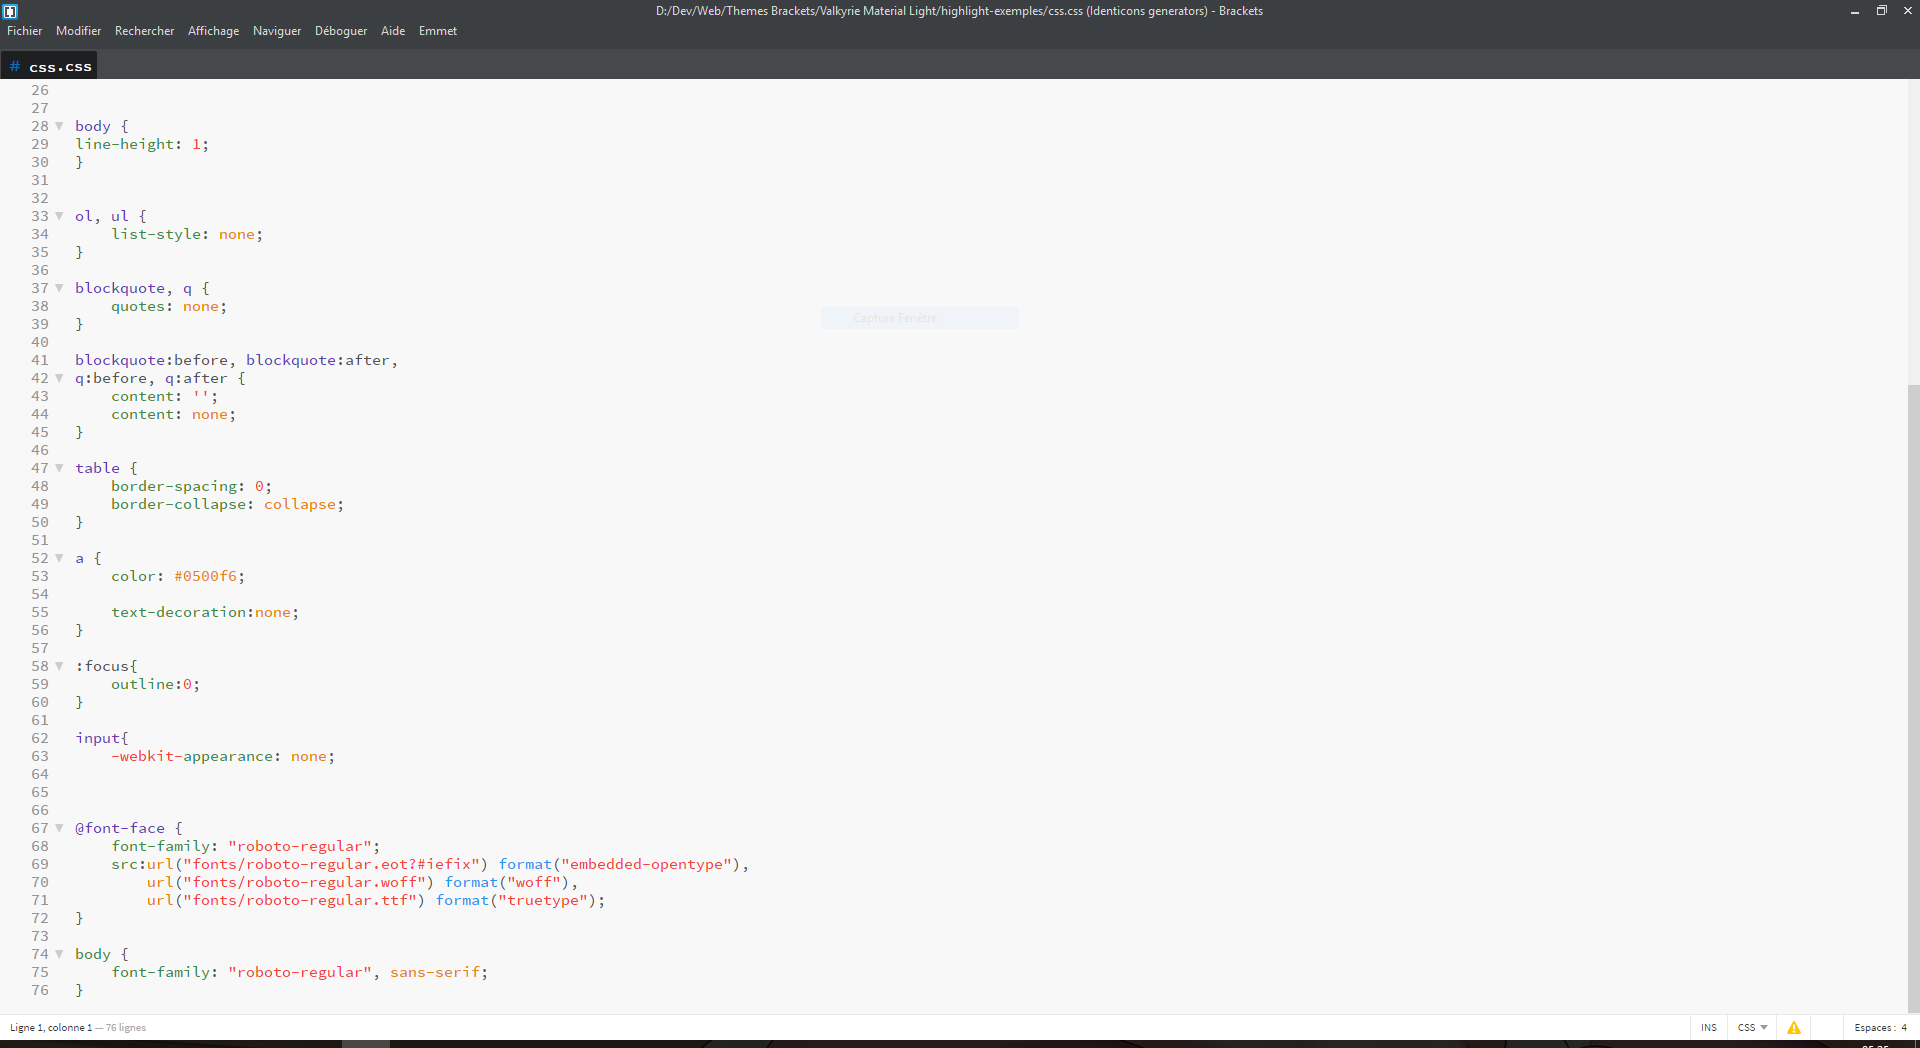 D:/Dev/Web/Themes Brackets/Valkyrie Material Light/highlight-exemples/css.css (Identicons generators) - Brackets
Fichier Modifier Rechercher Affichage Naviguer Déboguer Aide Emmet
# css.css
26
27
28 body {
29 line-height: 1;
30 }
31
32
33 ol, ul {
34 list-style: none;
35 }
36
37 blockquote, q {
38 quotes: none;
Capture Fenêtre
39 }
40
41 blockquote:before, blockquote:after,
42 q:before, q:after {
43 content: '';
44 content: none;
45 }
46
47 table {
48 border-spacing: 0;
49 border-collapse: collapse;
50 }
51
52 a {
53 color: #0500f6;
54
55 text-decoration:none;
56 }
57
58 :focus{
59 outline:0;
60 }
61
62 input{
63 -webkit-appearance: none;
64
65
66
67 @font-face {
68 font-family: "roboto-regular";
69 src:url("fonts/roboto-regular.eot?#iefix") format("embedded-opentype"),
70 url("fonts/roboto-regular.woff") format("woff"),
71 url("fonts/roboto-regular.ttf") format("truetype");
72 }
73
74 body {
75 font-family: "roboto-regular", sans-serif;
76 }
Ligne 1, colonne 1 — 76 lignes INS CSS Espaces : 4